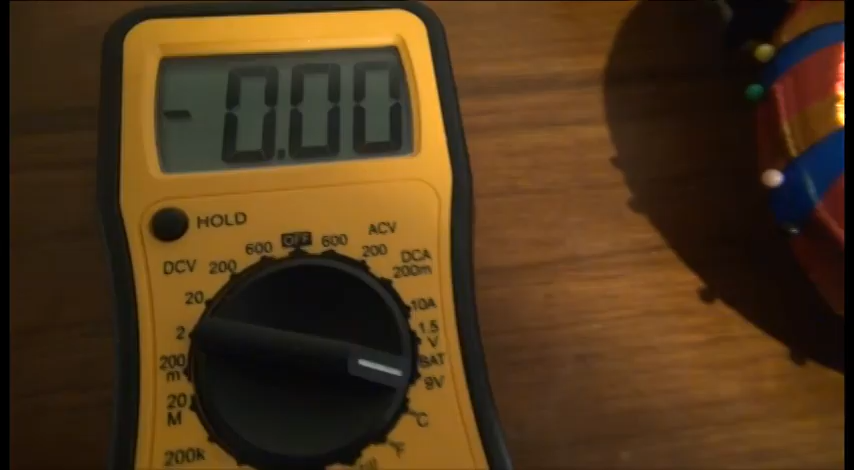 - 0.00
HOLD
OFF
ACV
600 600
DCV 200 200 DCA
200m
20 10A
2 1.5
V
200 BAT
m 9V
20 °C
M °F
200k